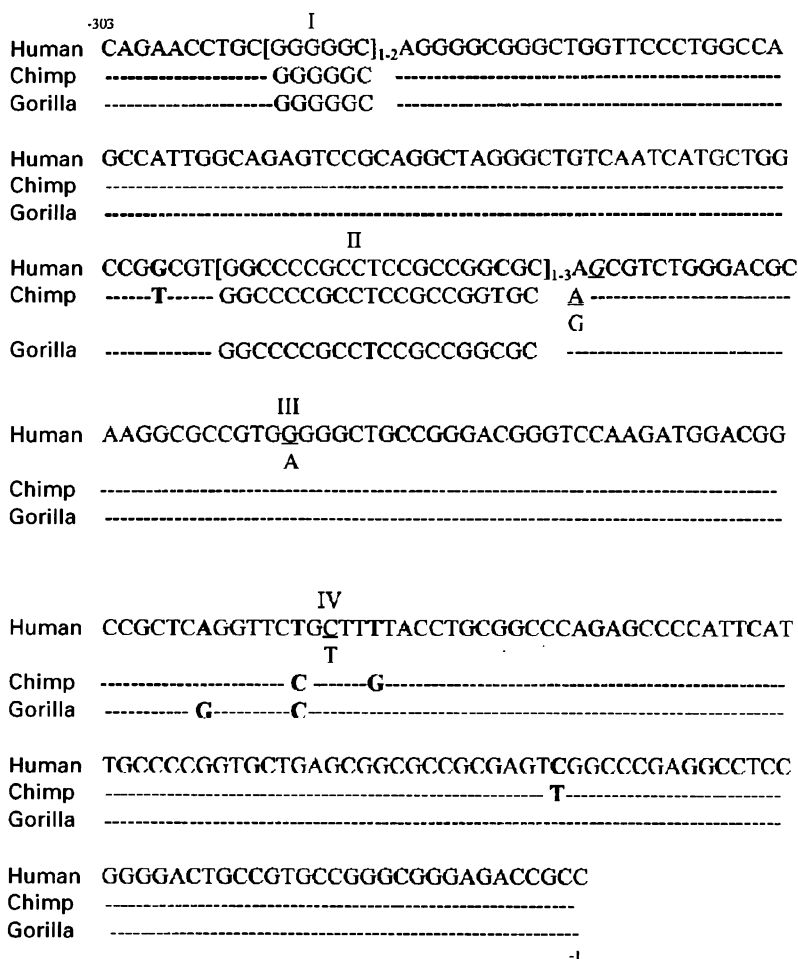 -303
I
Human CAGAACCTGC[GGGGGC]1-2AGGGGCGGGCTGGTTCCCTGGCCA
Chimp --------------------GGGGGC ------------------------------------------------
Gorilla --------------------GGGGGC ------------------------------------------------
Human GCCATTGGCAGAGTCCGCAGGCTAGGGCTGTCAATCATGCTGG
Chimp --------------------------------------------------------------------------------
Gorilla --------------------------------------------------------------------------------
II
Human CCGGCGT[GGCCCCGCCTCCGCCGGCGC]1-3AGCGTCTGGGACGC
Chimp ------T------ GGCCCCGCCTCCGCCGGTGC A ------------------------
G
Gorilla -------------- GGCCCCGCCTCCGCCGGCGC --------------------------
III
Human AAGGCGCCGTGGGGGGCTGCCGGGACGGGTCCAAGATGGACGG
A
Chimp --------------------------------------------------------------------------------
Gorilla --------------------------------------------------------------------------------
IV
Human CCGCTCAGGTTCTGCTTTTACCTGCGGCCCAGAGCCCCATTCAT
T
Chimp ---------------------- C ------G------------------------------------------------
Gorilla ----------G----------C----------------------------------------------------------
Human TGCCCCGGTGCTGAGCGGCGCCGCGAGTCGGCCCGAGGCCTCC
Chimp ----------------------------------------------------T--------------------------
Gorilla --------------------------------------------------------------------------------
Human GGGGACTGCCGTGCCGGGCGGGAGACCGCC
Chimp --------------------------------------------------------
Gorilla --------------------------------------------------------
-1